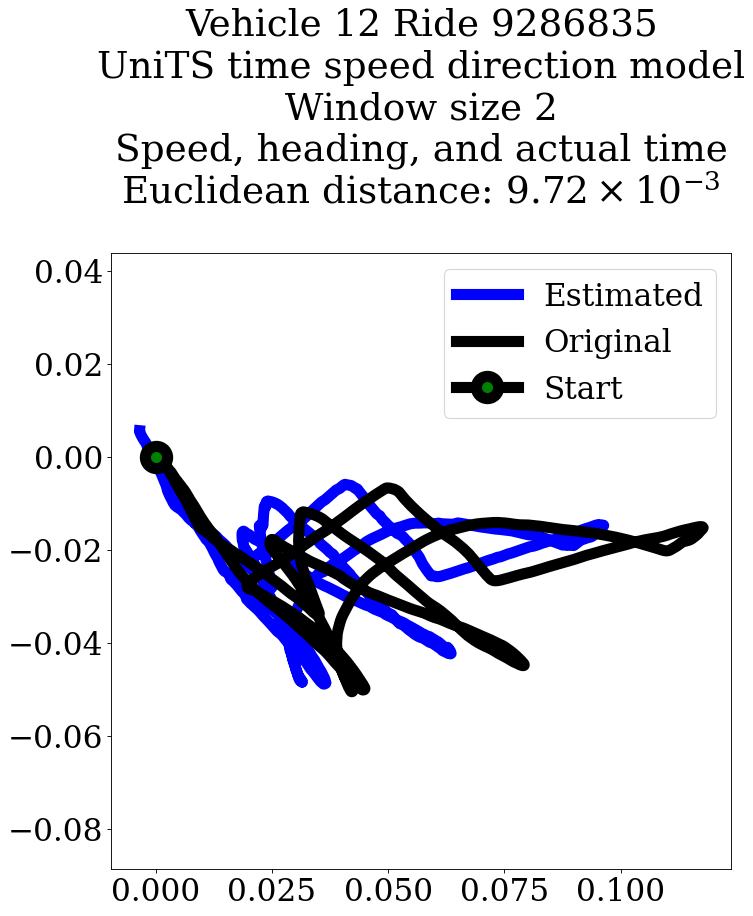 Vehicle 12 Ride 9286835
UniTS time speed direction model
Window size 2
Speed, heading, and actual time
Euclidean distance: 9.72 × 10⁻³
Estimated
Original
Start
0.04
0.02
0.00
−0.02
−0.04
−0.06
−0.08
0.000 0.025 0.050 0.075 0.100